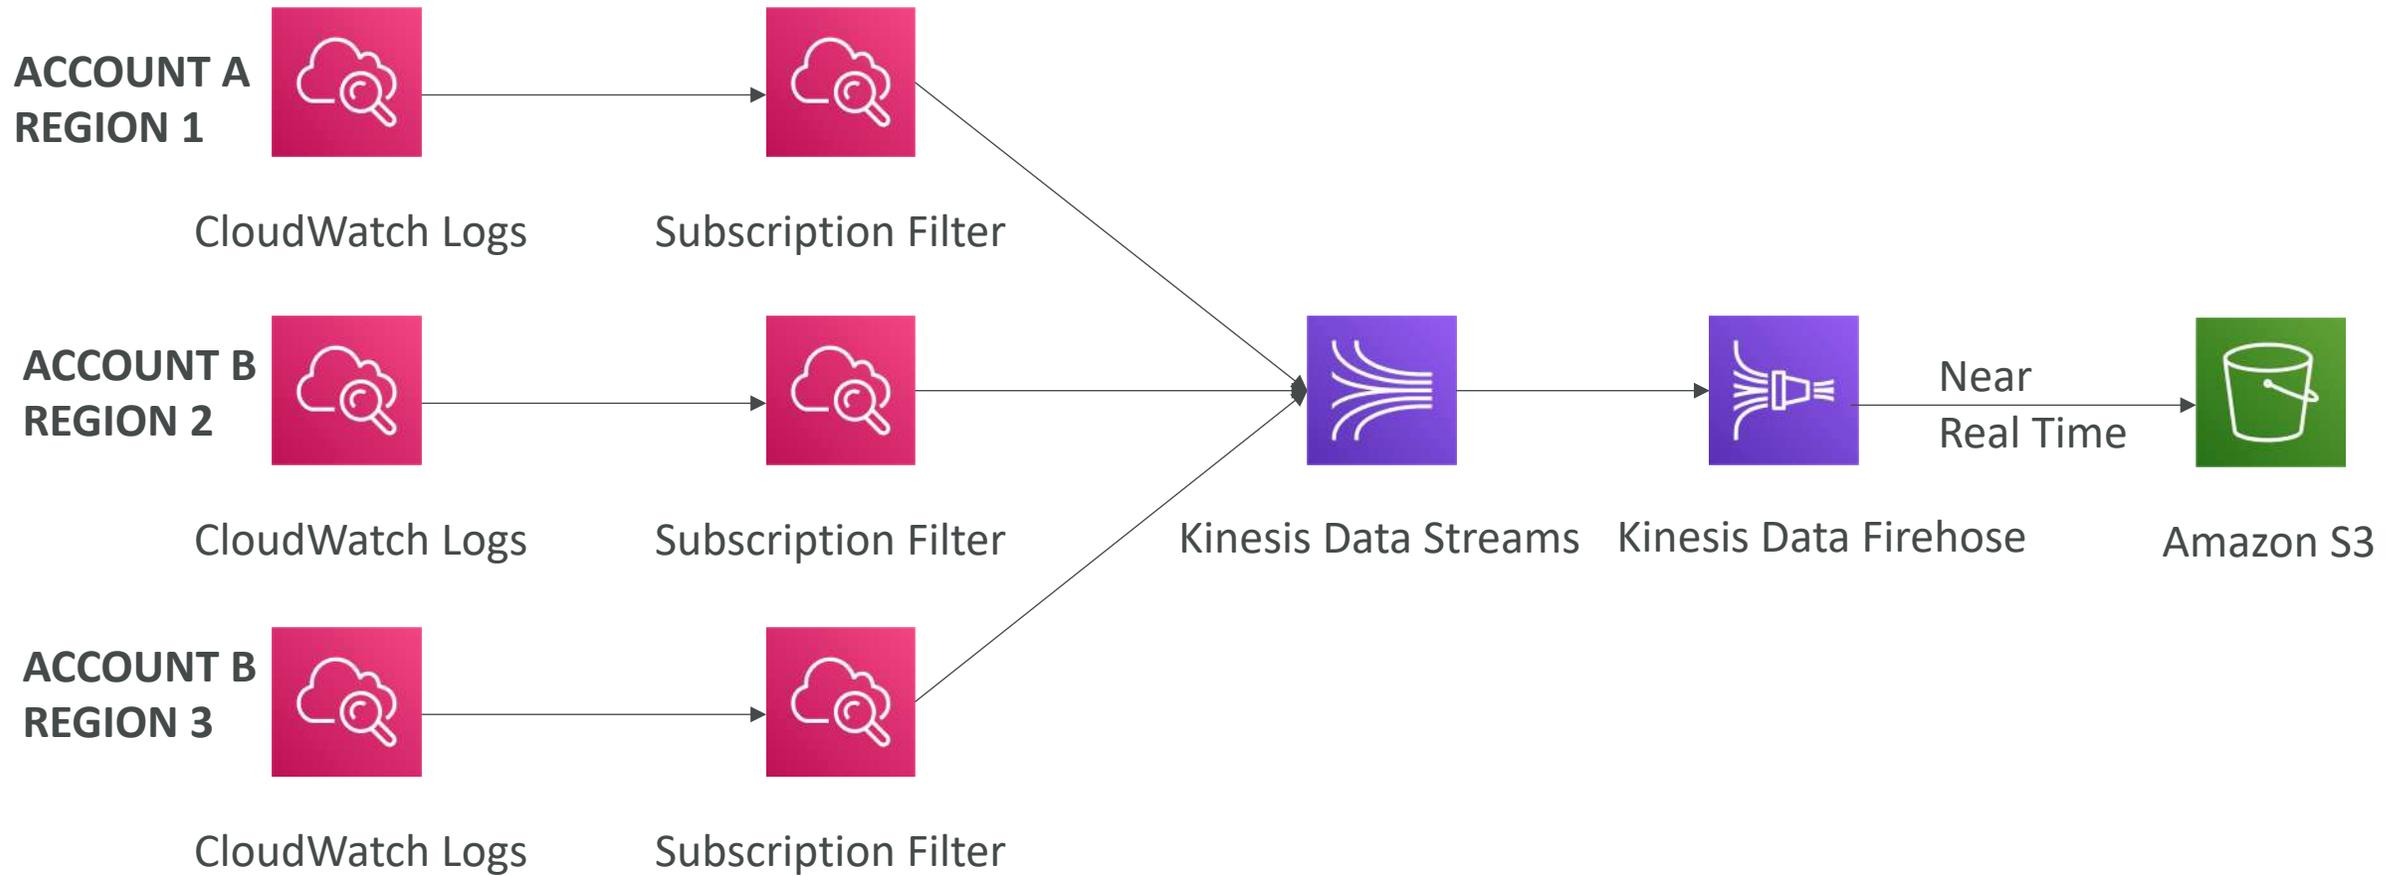 ACCOUNT A
REGION 1
CloudWatch Logs
Subscription Filter
ACCOUNT B
REGION 2
CloudWatch Logs
Subscription Filter
Kinesis Data Streams
Kinesis Data Firehose
Near
Real Time
Amazon S3
ACCOUNT B
REGION 3
CloudWatch Logs
Subscription Filter